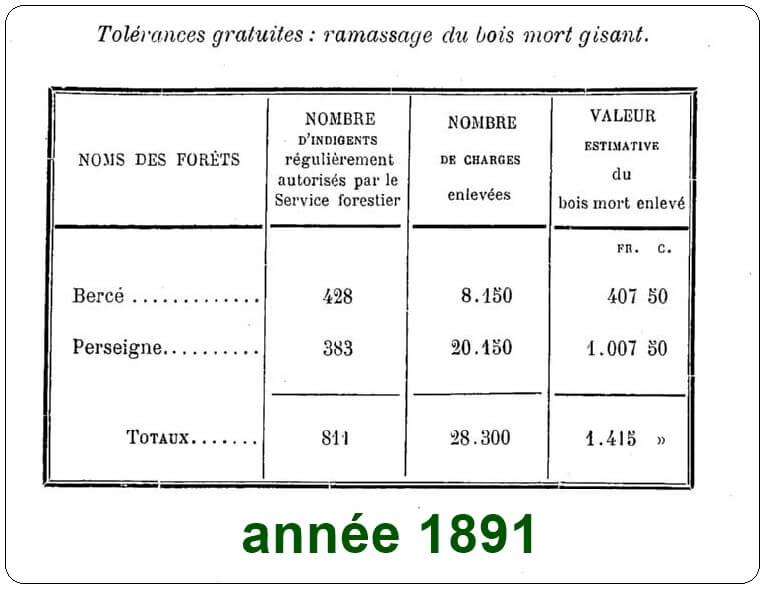 Tolérances gratuites : ramassage du bois mort gisant.
NOMS DES FORÊTS
NOMBRE
D'INDIGENTS
régulièrement
autorisés par le
Service forestier
NOMBRE
DE CHARGES
enlevées
VALEUR
ESTIMATIVE
du
bois mort enlevé
FR. C.
Bercé ............. 428 8.150 407 50
Perseigne.......... 383 20.150 1.007 50
TOTAUX....... 811 28.300 1.415 »
année 1891